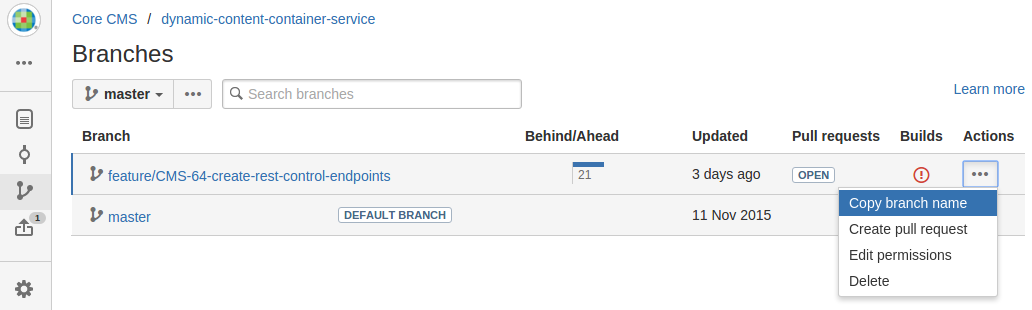 Core CMS / dynamic-content-container-service
Branches
master
Search branches
Learn more
Branch Behind/Ahead Updated Pull requests Builds Actions
feature/CMS-64-create-rest-control-endpoints 21 3 days ago OPEN
master DEFAULT BRANCH 11 Nov 2015
Copy branch name
Create pull request
Edit permissions
Delete
1